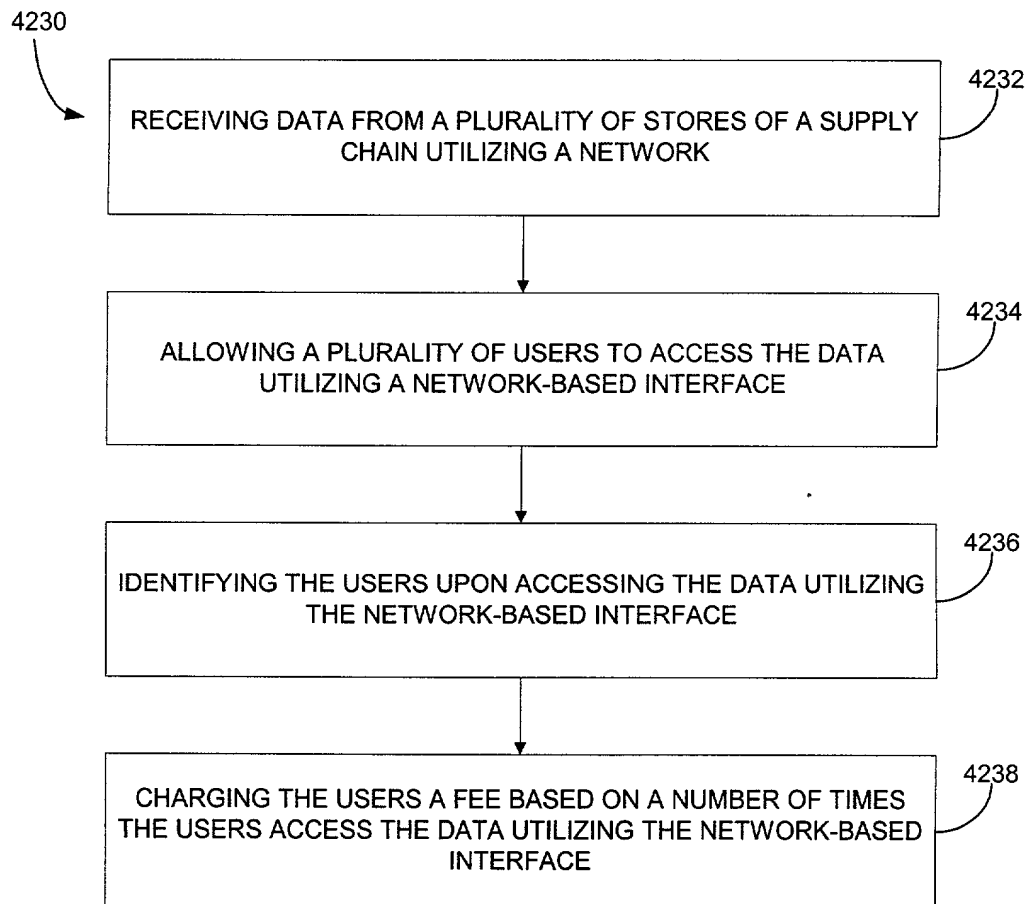 4230
4232
RECEIVING DATA FROM A PLURALITY OF STORES OF A SUPPLY
CHAIN UTILIZING A NETWORK
4234
ALLOWING A PLURALITY OF USERS TO ACCESS THE DATA
UTILIZING A NETWORK-BASED INTERFACE
4236
IDENTIFYING THE USERS UPON ACCESSING THE DATA UTILIZING
THE NETWORK-BASED INTERFACE
4238
CHARGING THE USERS A FEE BASED ON A NUMBER OF TIMES
THE USERS ACCESS THE DATA UTILIZING THE NETWORK-BASED
INTERFACE